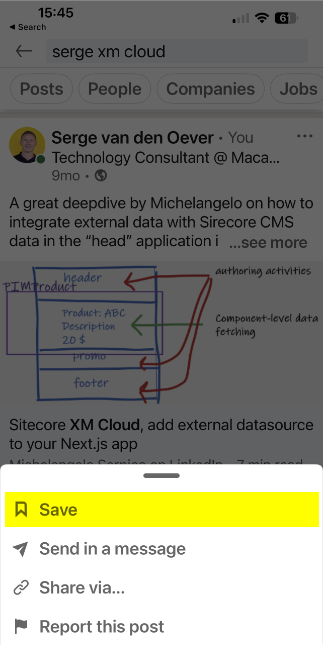 15:45
6
◀ Search
serge xm cloud
Posts
People
Companies
Jobs
Serge van den Oever • You
Technology Consultant @ Maca...
9mo •
A great deepdive by Michelangelo on how to
integrate external data with Sirecore CMS
data in the “head” application i ...see more
header
authoring activities
PIMProduct
Product: ABC
Description
20 $
Component-level data
fetching
promo
footer
Sitecore XM Cloud, add external datasource
to your Next.js app
on LinkedIn • 7 min read
Save
Send in a message
Share via...
Report this post